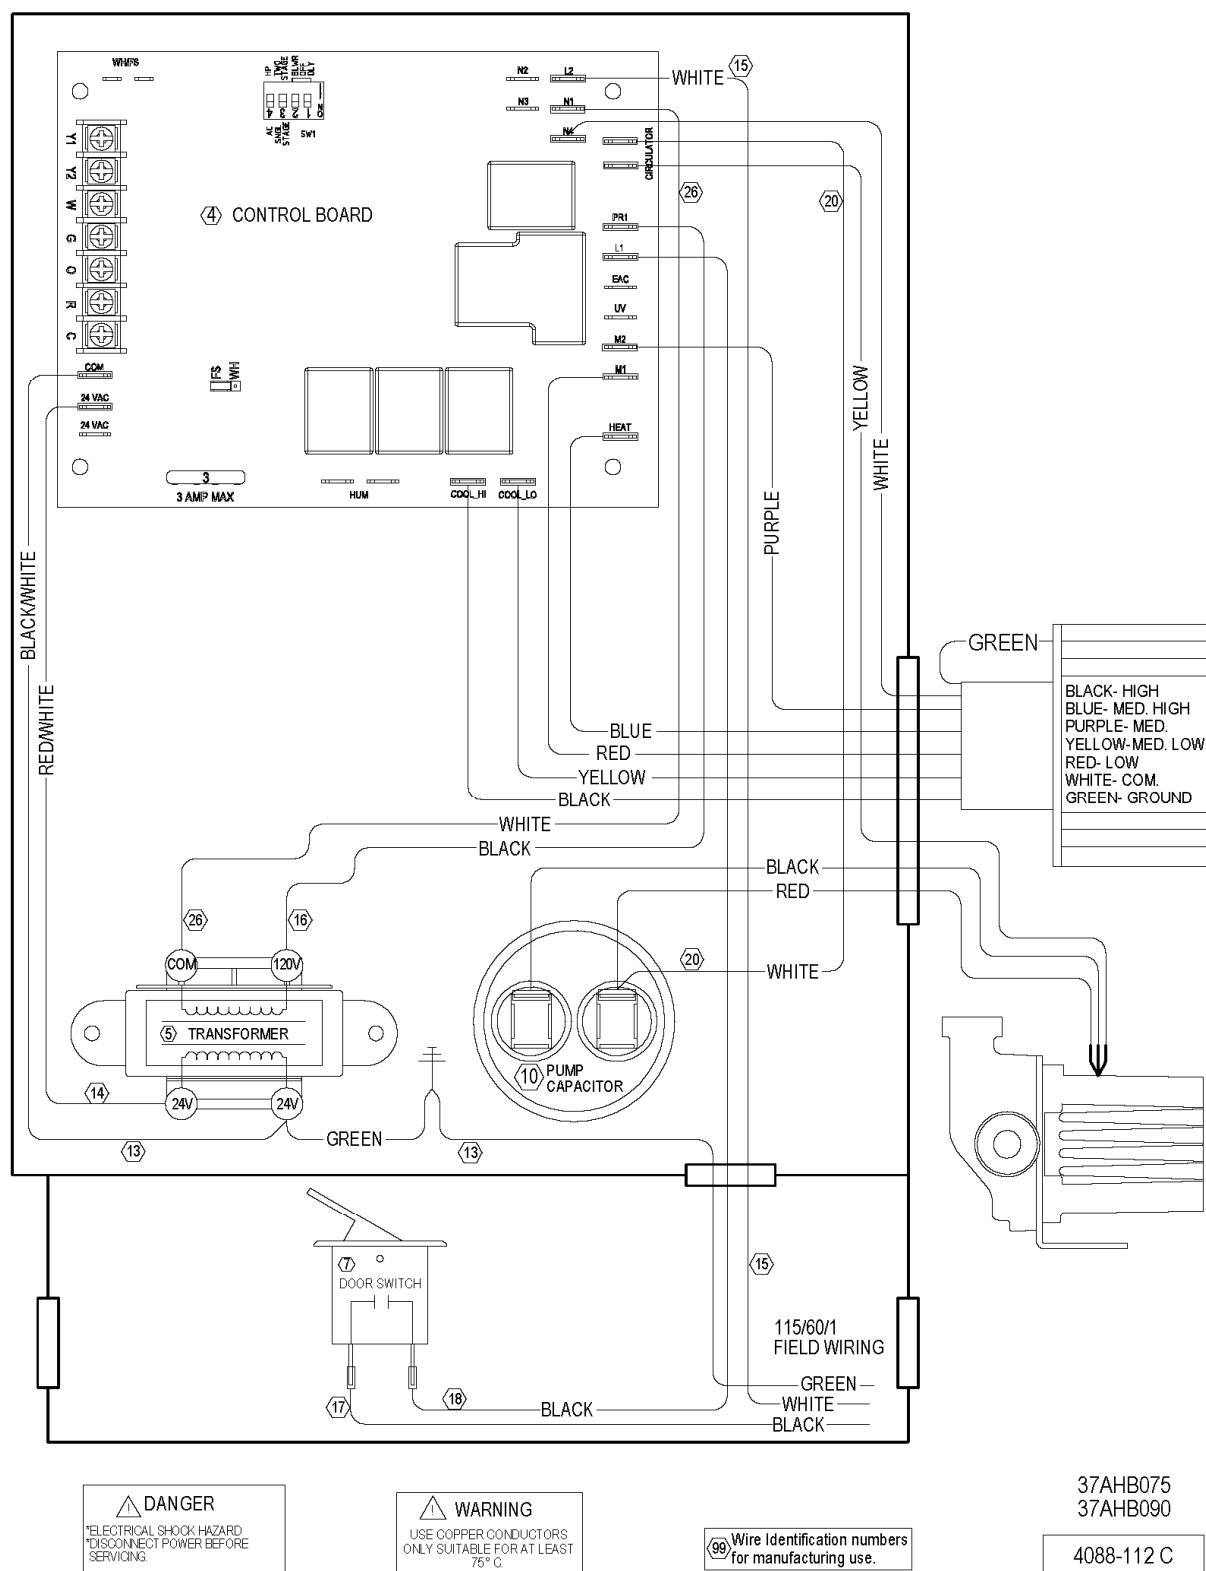 WH/FS
HP
TWO
STAGE
BLWR
OFF
DLY
4 3 2 1
ON
AC
SNGL
STAGE
SW1
N2
L2
WHITE
15
N3
N1
N4
CIRCULATOR
Y1
Y2
W
G
O
R
C
4 CONTROL BOARD
26
20
PR1
L1
EAC
UV
M2
M1
HEAT
COM
24 VAC
24 VAC
FS
WH
3
3 AMP MAX
HUM
COOL_HI
COOL_LO
YELLOW
WHITE
PURPLE
BLACK/WHITE
RED/WHITE
GREEN
BLACK- HIGH
BLUE- MED. HIGH
PURPLE- MED.
YELLOW-MED. LOW
RED- LOW
WHITE- COM.
GREEN- GROUND
BLUE
RED
YELLOW
BLACK
WHITE
BLACK
BLACK
RED
26
16
COM
120V
20
WHITE
5 TRANSFORMER
10 PUMP
CAPACITOR
14
24V
24V
GREEN
13
13
7
DOOR SWITCH
15
115/60/1
FIELD WIRING
GREEN
WHITE
BLACK
17
18
BLACK
DANGER
*ELECTRICAL SHOCK HAZARD
*DISCONNECT POWER BEFORE
SERVICING.
WARNING
USE COPPER CONDUCTORS
ONLY SUITABLE FOR AT LEAST
75° C.
99 Wire Identification numbers
for manufacturing use.
37AHB075
37AHB090
4088-112 C